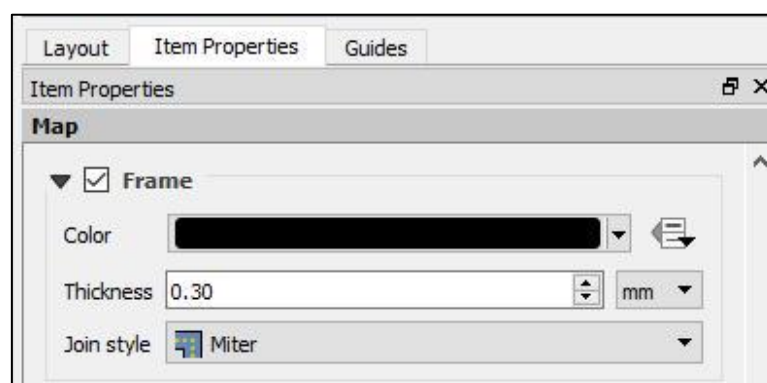 Layout Item Properties Guides
Item Properties
Map
Frame
Color
Thickness 0.30 mm
Join style Miter